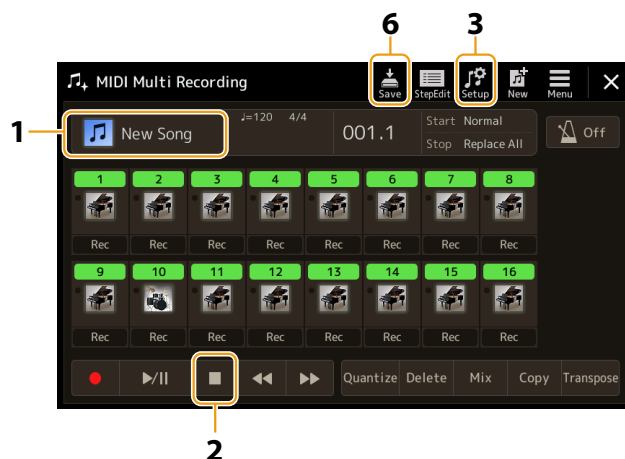 6 3
MIDI Multi Recording Save StepEdit Setup New Menu
1
New Song ♩=120 4/4 001.1 Start Normal Off
Stop Replace All
1 2 3 4 5 6 7 8
Rec Rec Rec Rec Rec Rec Rec Rec
9 10 11 12 13 14 15 16
Rec Rec Rec Rec Rec Rec Rec Rec
Quantize Delete Mix Copy Transpose
2